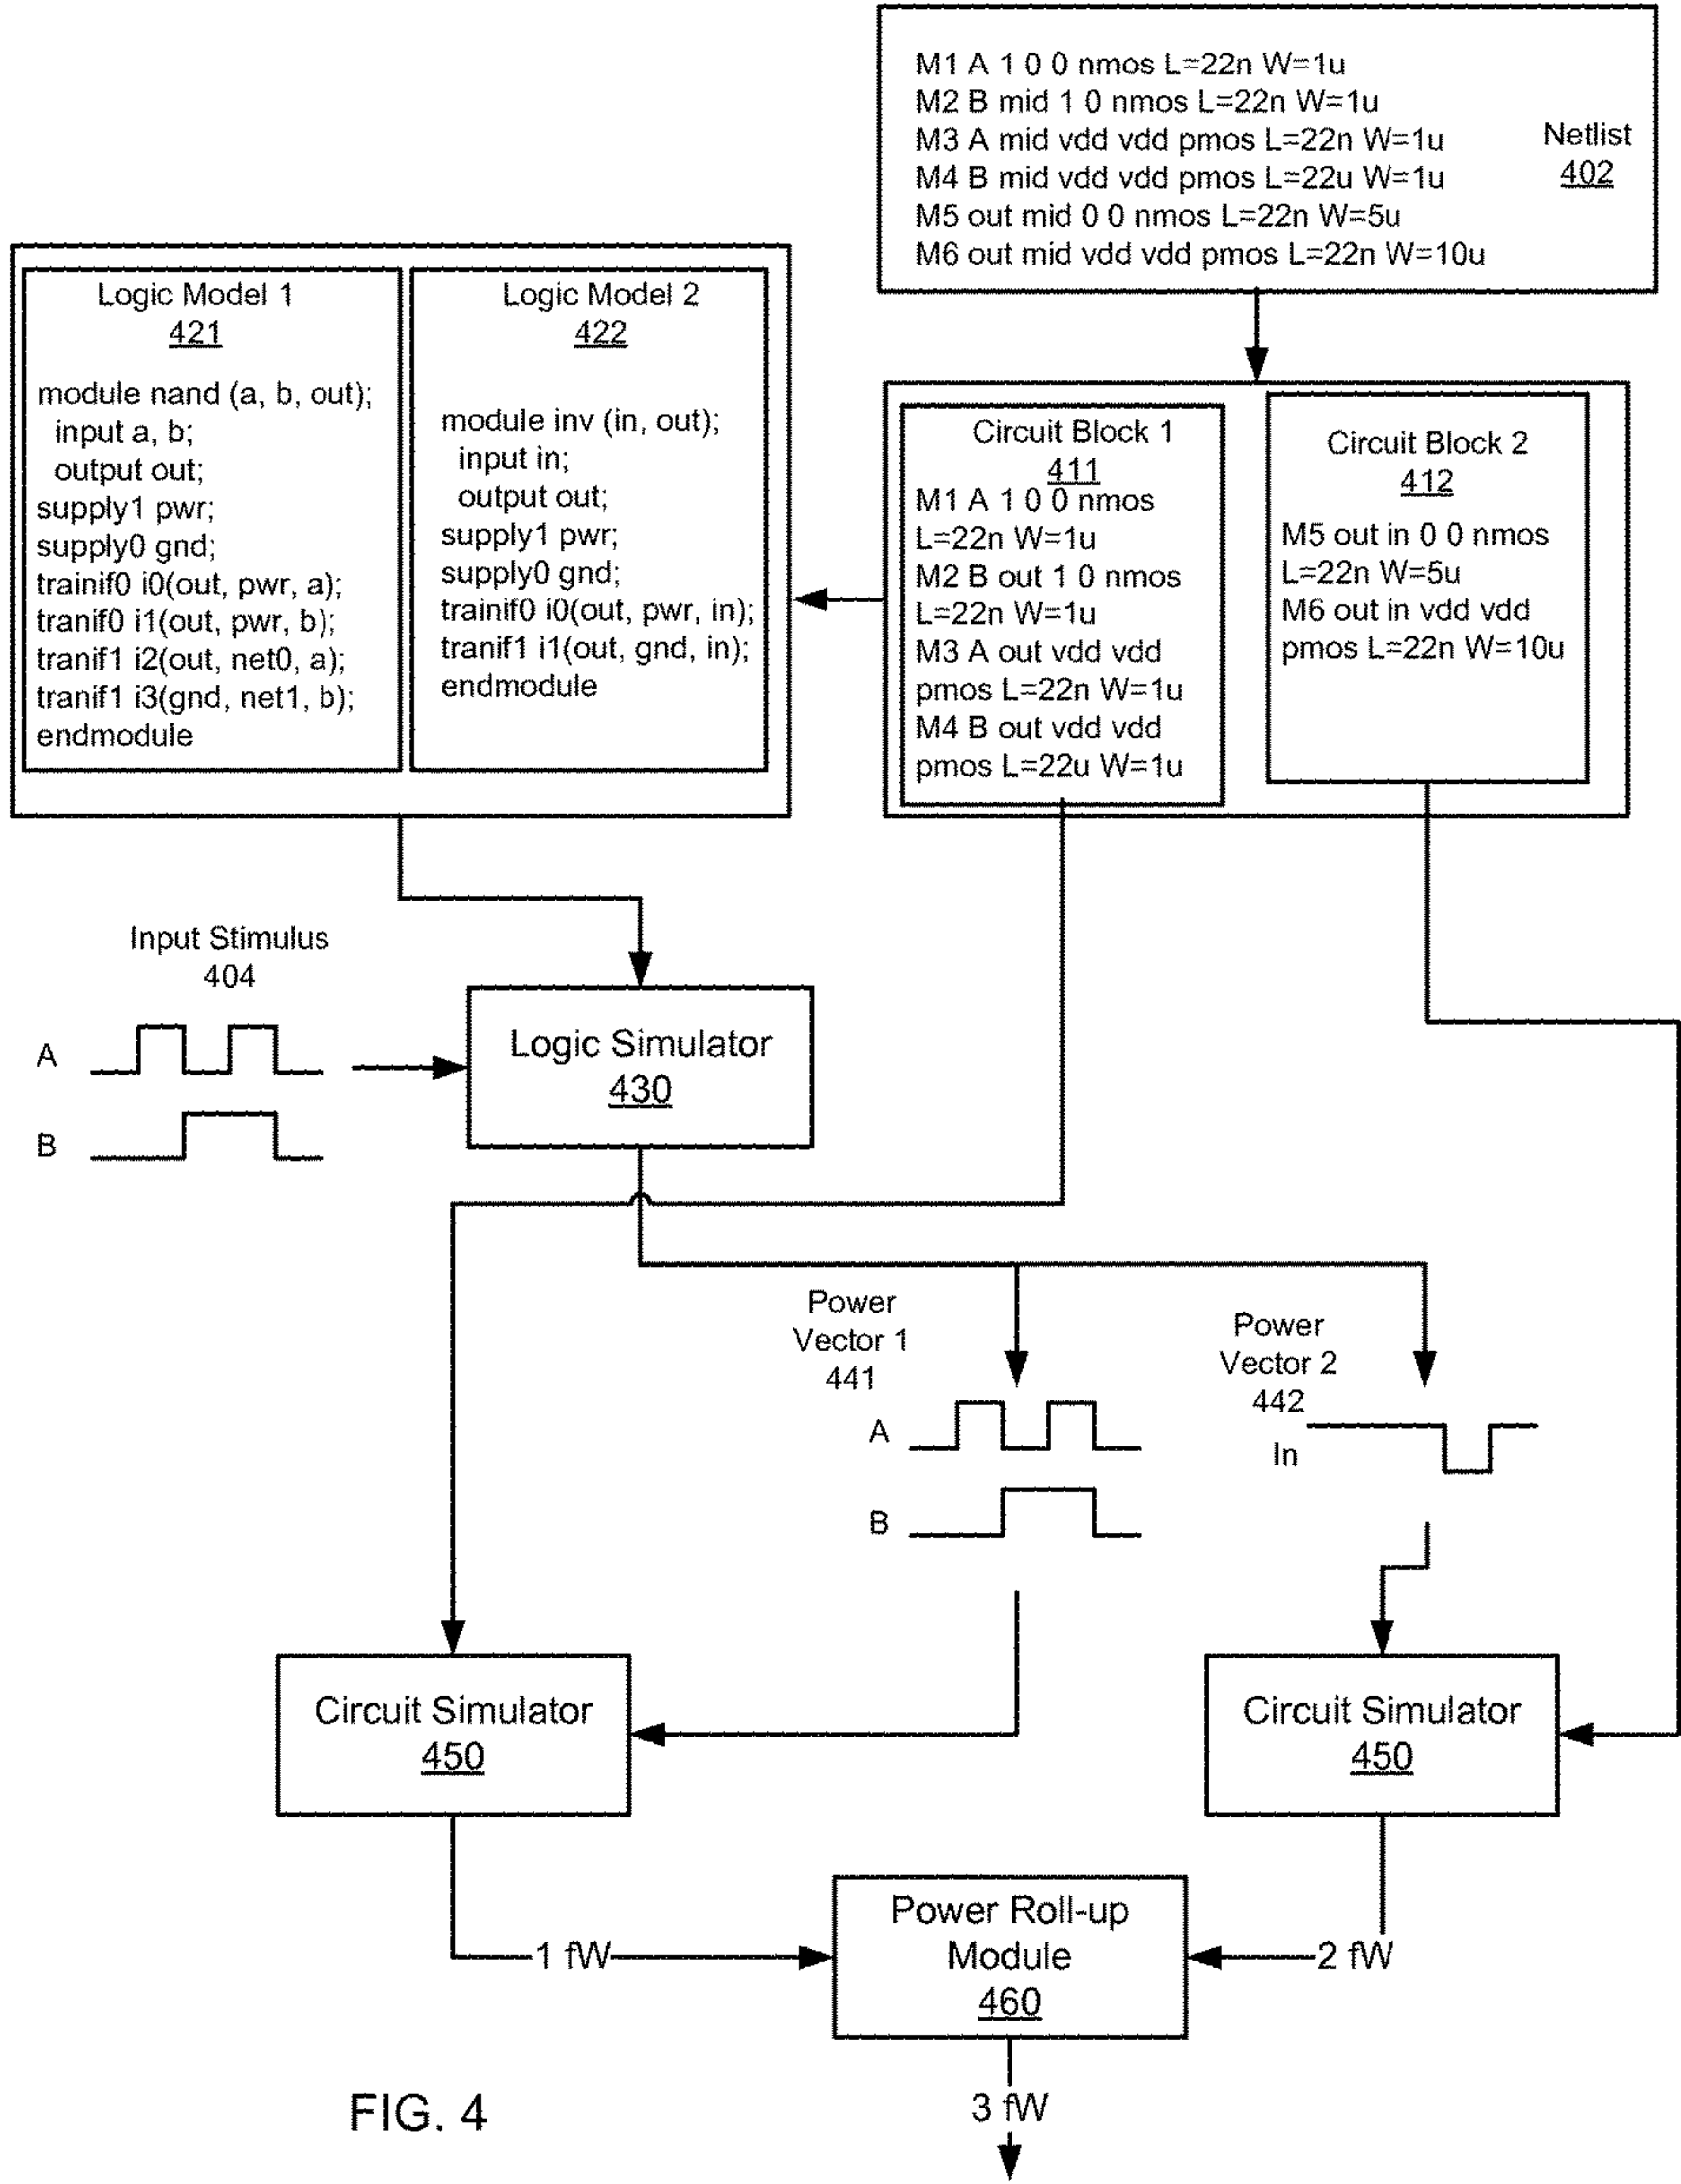 M1 A 1 0 0 nmos L=22n W=1u
M2 B mid 1 0 nmos L=22n W=1u
M3 A mid vdd vdd pmos L=22n W=1u
M4 B mid vdd vdd pmos L=22u W=1u
M5 out mid 0 0 nmos L=22n W=5u
M6 out mid vdd vdd pmos L=22n W=10u
Netlist
402
Logic Model 1
421
module nand (a, b, out);
input a, b;
output out;
supply1 pwr;
supply0 gnd;
trainif0 i0(out, pwr, a);
tranif0 i1(out, pwr, b);
tranif1 i2(out, net0, a);
tranif1 i3(gnd, net1, b);
endmodule
Logic Model 2
422
module inv (in, out);
input in;
output out;
supply1 pwr;
supply0 gnd;
trainif0 i0(out, pwr, in);
tranif1 i1(out, gnd, in);
endmodule
Circuit Block 1
411
M1 A 1 0 0 nmos
L=22n W=1u
M2 B out 1 0 nmos
L=22n W=1u
M3 A out vdd vdd
pmos L=22n W=1u
M4 B out vdd vdd
pmos L=22u W=1u
Circuit Block 2
412
M5 out in 0 0 nmos
L=22n W=5u
M6 out in vdd vdd
pmos L=22n W=10u
Input Stimulus
404
A
B
Logic Simulator
430
Power
Vector 1
441
A
B
Power
Vector 2
442
In
Circuit Simulator
450
Circuit Simulator
450
1 fW
Power Roll-up
Module
460
2 fW
3 fW
FIG. 4